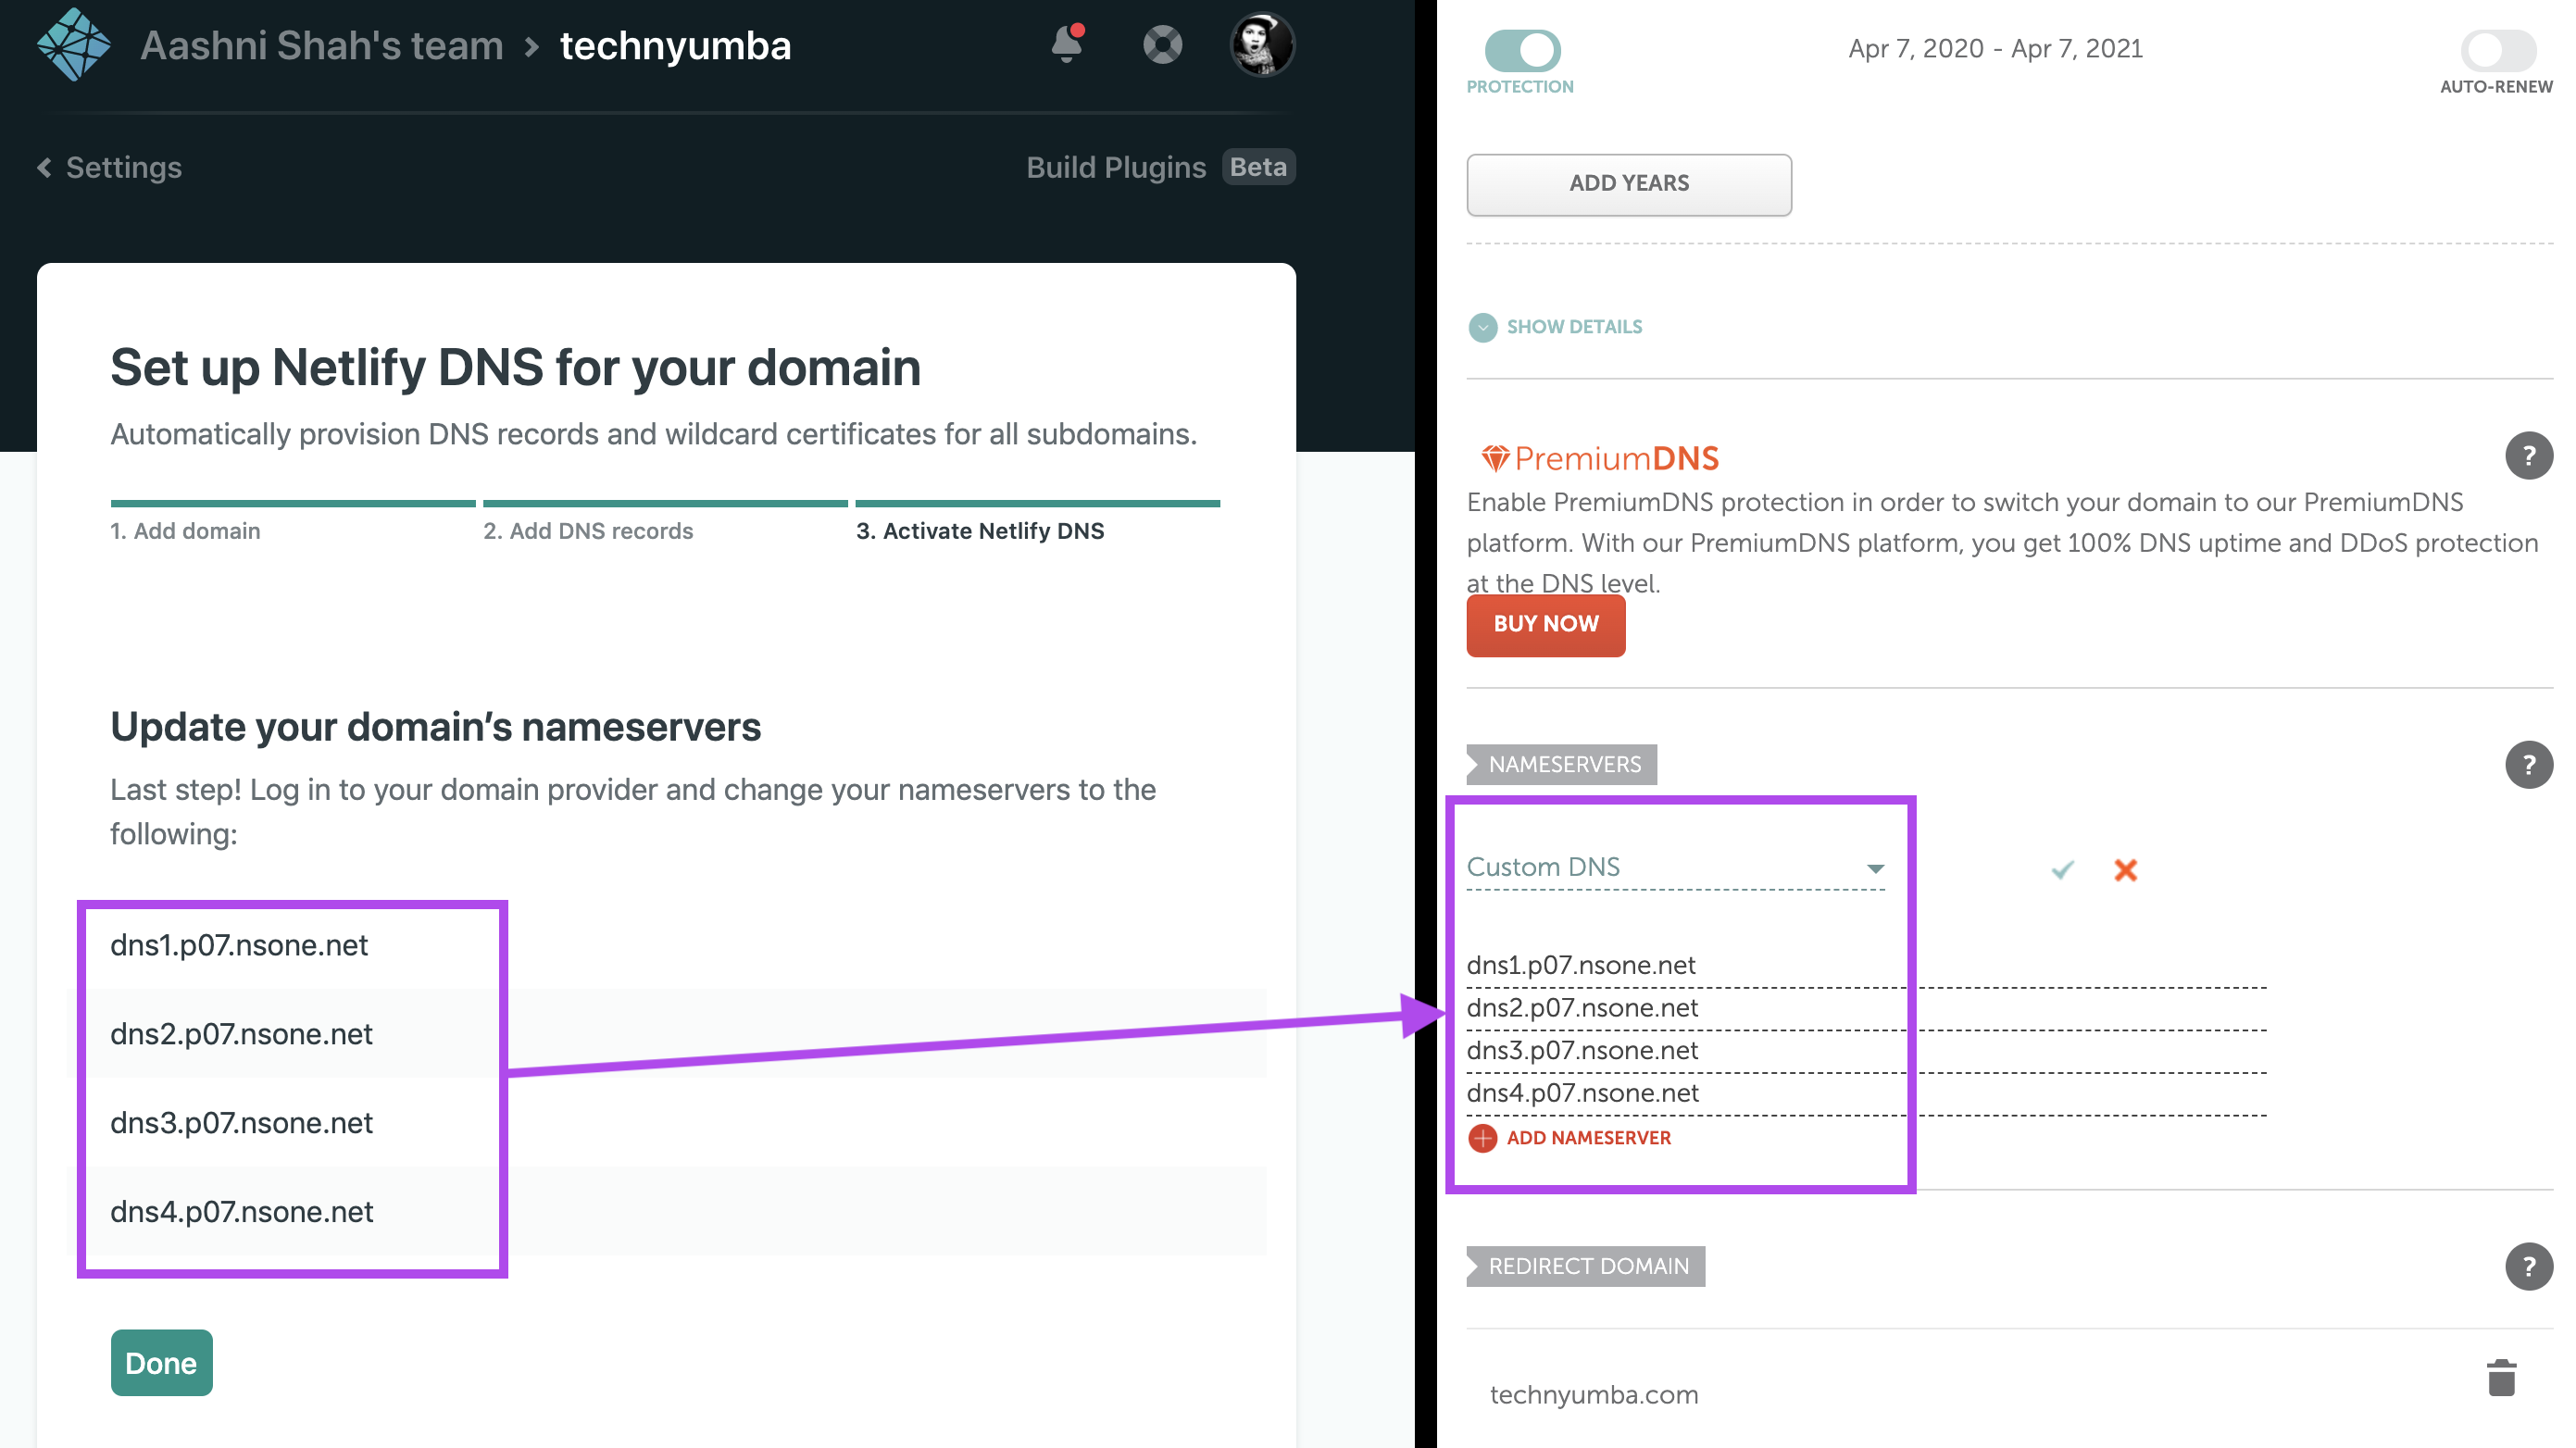 Aashni Shah's team > technyumba
Settings
Build Plugins Beta
Set up Netlify DNS for your domain
Automatically provision DNS records and wildcard certificates for all subdomains.
1. Add domain
2. Add DNS records
3. Activate Netlify DNS
Update your domain’s nameservers
Last step! Log in to your domain provider and change your nameservers to the
following:
dns1.p07.nsone.net
dns2.p07.nsone.net
dns3.p07.nsone.net
dns4.p07.nsone.net
Done
PROTECTION
Apr 7, 2020 - Apr 7, 2021
AUTO-RENEW
ADD YEARS
SHOW DETAILS
PremiumDNS
?
Enable PremiumDNS protection in order to switch your domain to our PremiumDNS
platform. With our PremiumDNS platform, you get 100% DNS uptime and DDoS protection
at the DNS level.
BUY NOW
NAMESERVERS
?
Custom DNS
dns1.p07.nsone.net
dns2.p07.nsone.net
dns3.p07.nsone.net
dns4.p07.nsone.net
ADD NAMESERVER
REDIRECT DOMAIN
?
technyumba.com